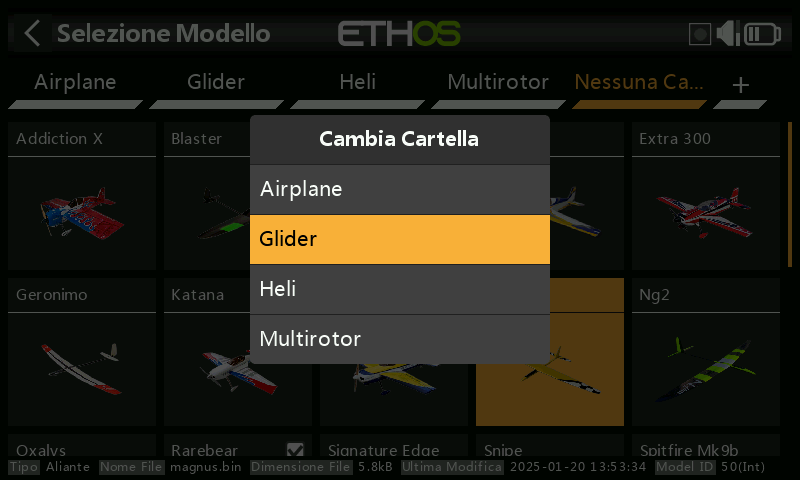 Selezione Modello
ETHOS
Airplane Glider Heli Multirotor Nessuna Ca... +
Addiction X Blaster Extra 300
Cambia Cartella
Airplane
Glider
Heli
Multirotor
Geronimo Katana Ng2
Oxalys Rarebear Signature Edge Snipe Spitfire Mk9b
Tipo Aliante Nome File magnus.bin Dimensione File 5.8kB Ultima Modifica 2025-01-20 13:53:34 Model ID 50(Int)